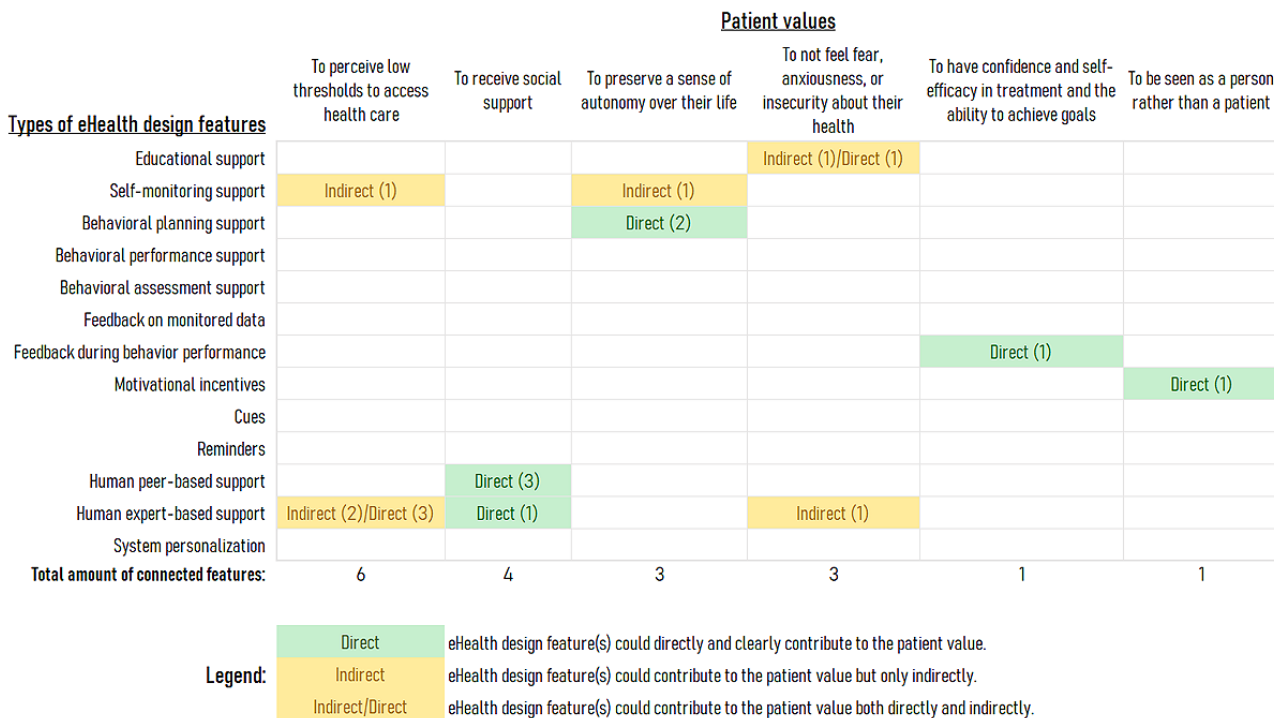 Patient values
To perceive low
thresholds to access
health care
To receive social
support
To preserve a sense of
autonomy over their life
To not feel fear,
anxiousness, or
insecurity about their
health
To have confidence and self-
efficacy in treatment and the
ability to achieve goals
To be seen as a person
rather than a patient
Types of eHealth design features
Educational support
Indirect (1)/Direct (1)
Self-monitoring support
Indirect (1)
Indirect (1)
Behavioral planning support
Direct (2)
Behavioral performance support
Behavioral assessment support
Feedback on monitored data
Feedback during behavior performance
Direct (1)
Motivational incentives
Direct (1)
Cues
Reminders
Human peer-based support
Direct (3)
Human expert-based support
Indirect (2)/Direct (3)
Direct (1)
Indirect (1)
System personalization
Total amount of connected features:
6
4
3
3
1
1
Legend:
Direct
eHealth design feature(s) could directly and clearly contribute to the patient value.
Indirect
eHealth design feature(s) could contribute to the patient value but only indirectly.
Indirect/Direct
eHealth design feature(s) could contribute to the patient value both directly and indirectly.